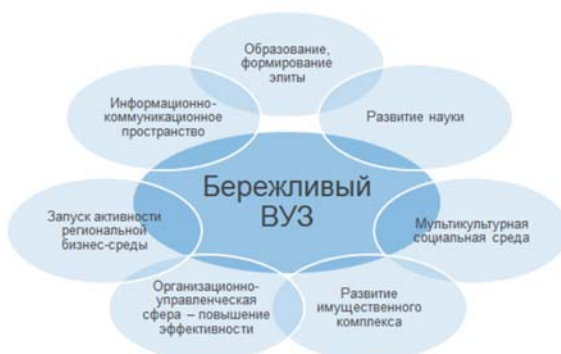 Образование,
формирование
элиты
Информационно-
коммуникационное
пространство
Развитие науки
Бережливый
ВУЗ
Запуск активности
региональной
бизнес-среды
Мультикультурная
социальная среда
Организационно-
управленческая
сфера – повышение
эффективности
Развитие
имущественного
комплекса